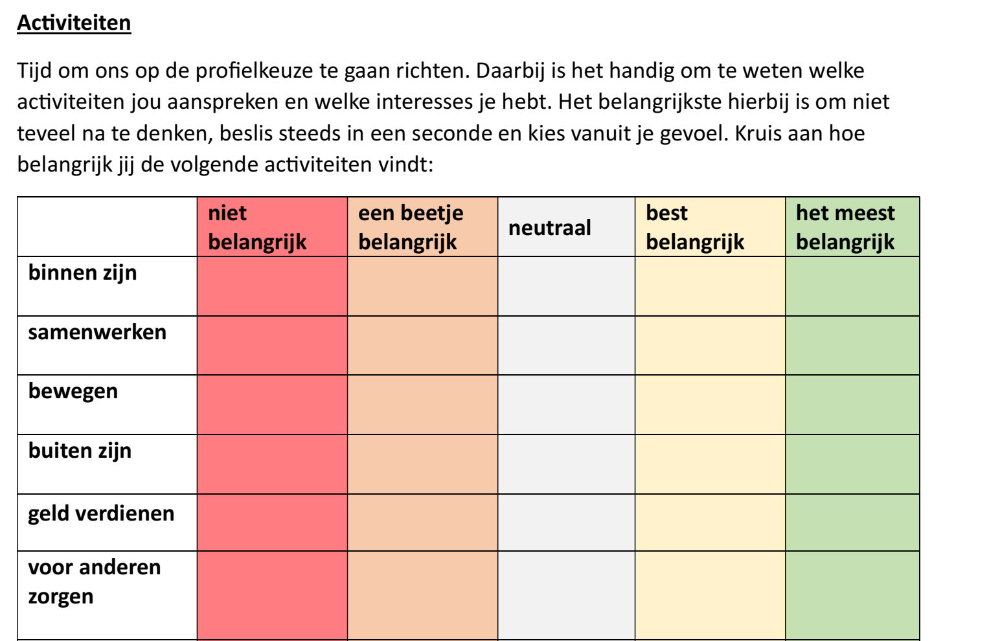 Activiteiten
Tijd om ons op de profielkeuze te gaan richten. Daarbij is het handig om te weten welke
activiteiten jou aanspreken en welke interesses je hebt. Het belangrijkste hierbij is om niet
teveel na te denken, beslis steeds in een seconde en kies vanuit je gevoel. Kruis aan hoe
belangrijk jij de volgende activiteiten vindt:
niet
belangrijk
een beetje
belangrijk
neutraal
best
belangrijk
het meest
belangrijk
binnen zijn
samenwerken
bewegen
buiten zijn
geld verdienen
voor anderen
zorgen